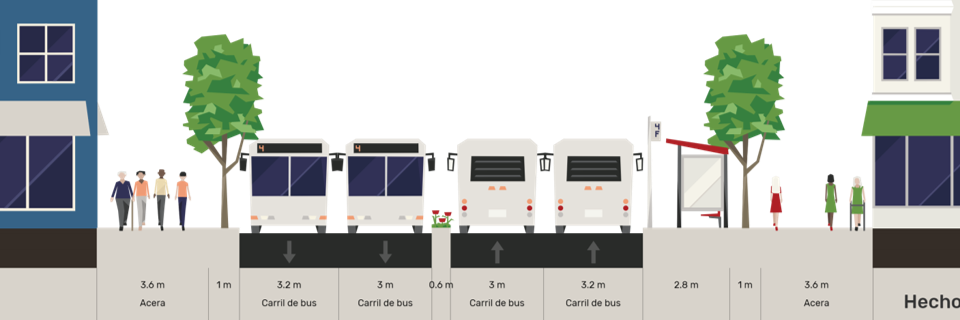 4
4
4
F
3.6 m
Acera
1 m
3.2 m
Carril de bus
3 m
Carril de bus
0.6 m
3 m
Carril de bus
3.2 m
Carril de bus
2.8 m
1 m
3.6 m
Acera
Hecho